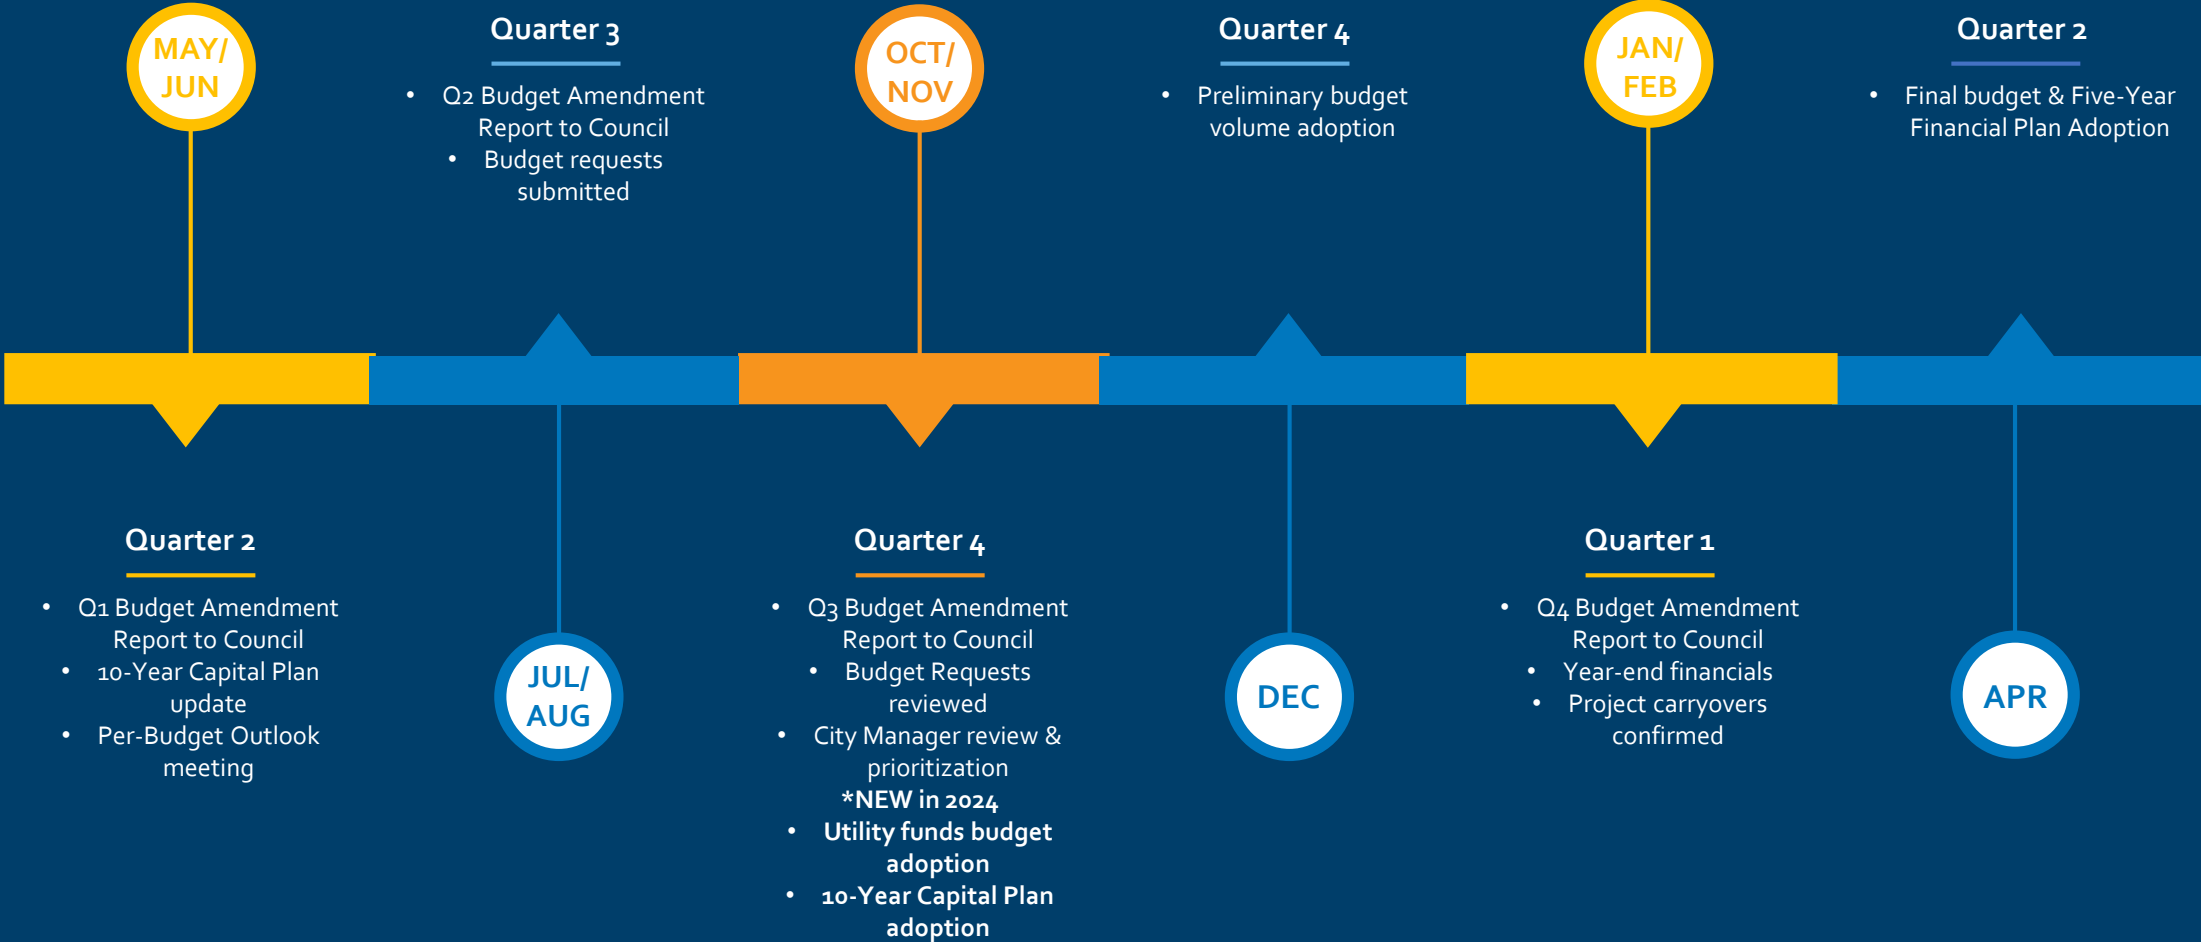 MAY/
JUN
Quarter 2
• Q1 Budget Amendment
Report to Council
• 10-Year Capital Plan
update
• Per-Budget Outlook
meeting
Quarter 3
• Q2 Budget Amendment
Report to Council
• Budget requests
submitted
JUL/
AUG
OCT/
NOV
Quarter 4
• Q3 Budget Amendment
Report to Council
• Budget Requests
reviewed
• City Manager review &
prioritization
*NEW in 2024
• Utility funds budget
adoption
• 10-Year Capital Plan
adoption
Quarter 4
• Preliminary budget
volume adoption
DEC
JAN/
FEB
Quarter 1
• Q4 Budget Amendment
Report to Council
• Year-end financials
• Project carryovers
confirmed
Quarter 2
• Final budget & Five-Year
Financial Plan Adoption
APR